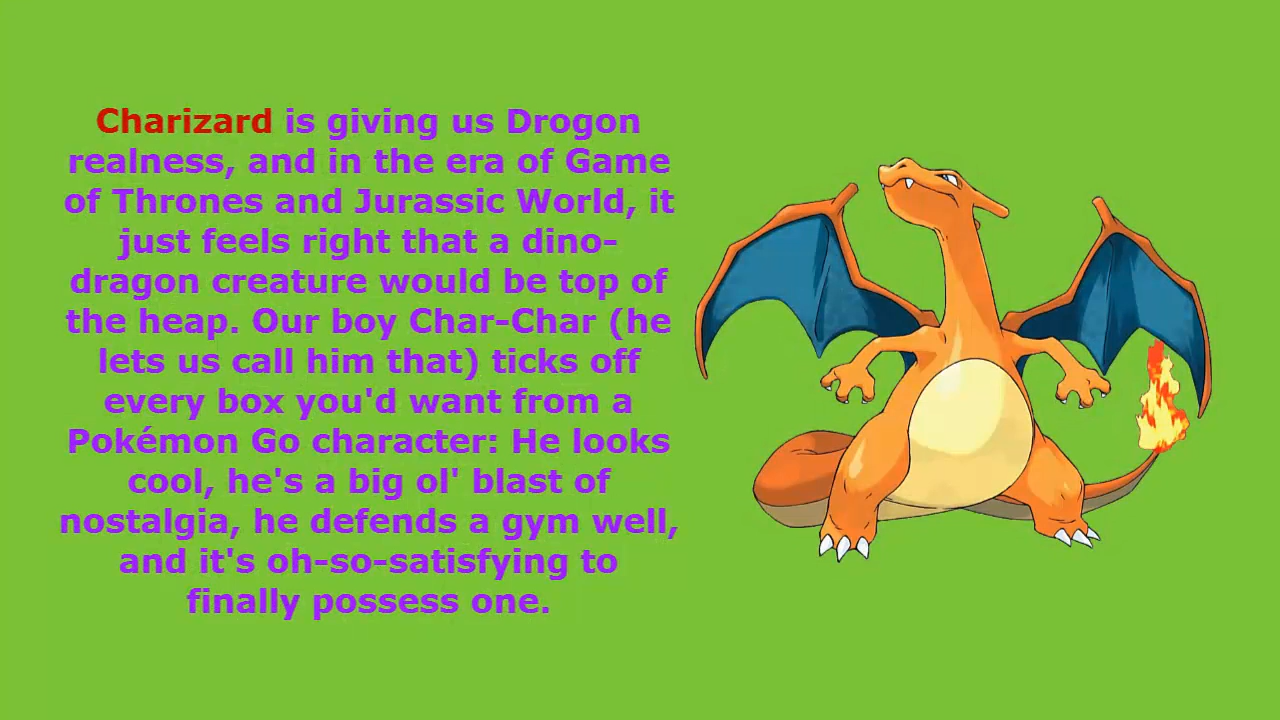 Charizard is giving us Drogon
realness, and in the era of Game
of Thrones and Jurassic World, it
just feels right that a dino-
dragon creature would be top of
the heap. Our boy Char-Char (he
lets us call him that) ticks off
every box you'd want from a
Pokémon Go character: He looks
cool, he's a big ol' blast of
nostalgia, he defends a gym well,
and it's oh-so-satisfying to
finally possess one.